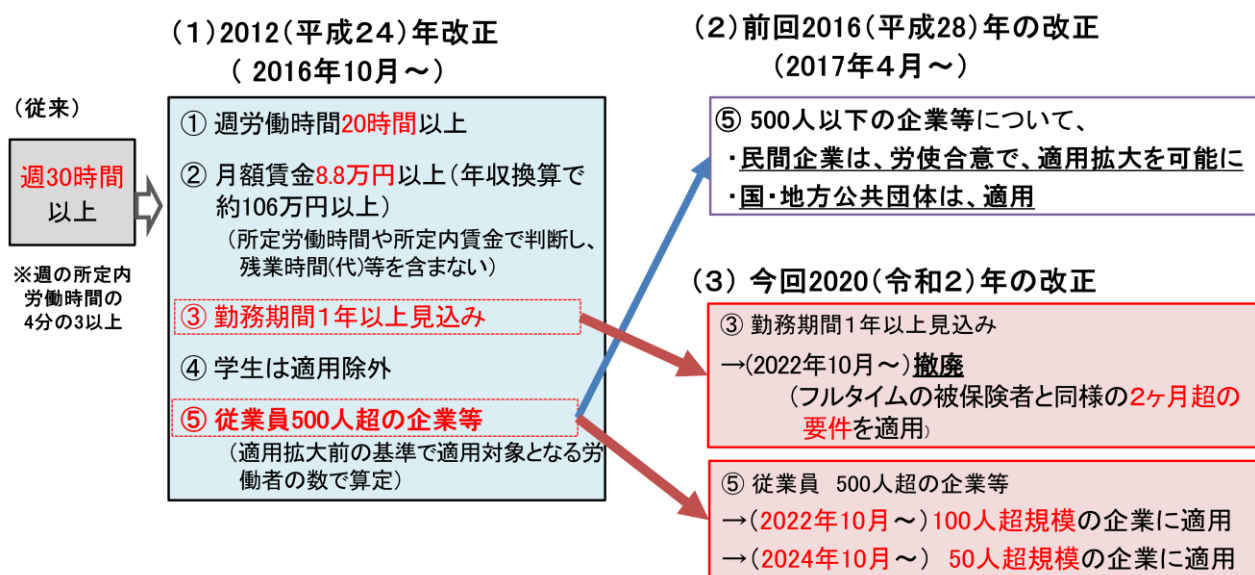 (1)2012(平成24)年改正
( 2016年10月～)
(従来)
週30時間
以上
※週の所定内
労働時間の
4分の3以上
① 週労働時間20時間以上
② 月額賃金8.8万円以上(年収換算で
約106万円以上)
(所定労働時間や所定内賃金で判断し、
残業時間(代)等を含まない)
③ 勤務期間1年以上見込み
④ 学生は適用除外
⑤ 従業員500人超の企業等
(適用拡大前の基準で適用対象となる労
働者の数で算定)
(2)前回2016(平成28)年の改正
(2017年4月～)
⑤ 500人以下の企業等について、
・民間企業は、労使合意で、適用拡大を可能に
・国・地方公共団体は、適用
(3) 今回2020(令和2)年の改正
③ 勤務期間1年以上見込み
→(2022年10月～)撤廃
(フルタイムの被保険者と同様の2ヶ月超の
要件を適用)
⑤ 従業員 500人超の企業等
→(2022年10月～)100人超規模の企業に適用
→(2024年10月～) 50人超規模の企業に適用